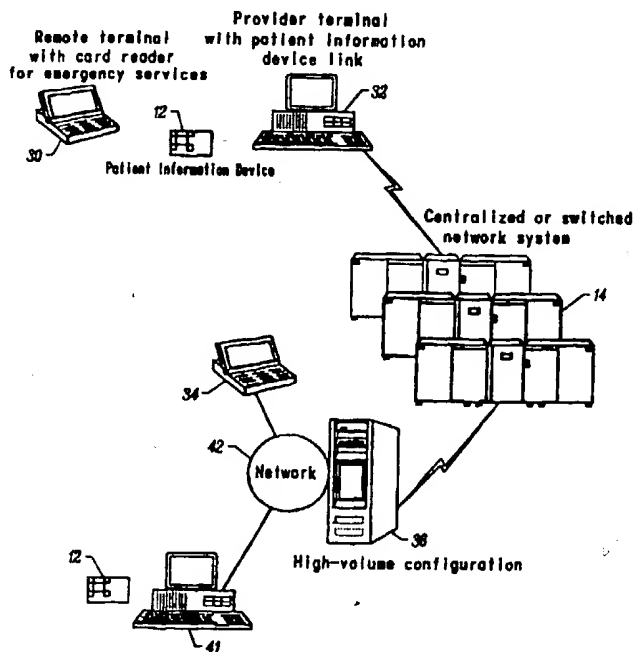 Provider terminal
with patient information
device link
Remote terminal
with card reader
for emergency services
32
12
30
Patient Information Device
Centralized or switched
network system
14
34
42
Network
36
High-volume configuration
12
41